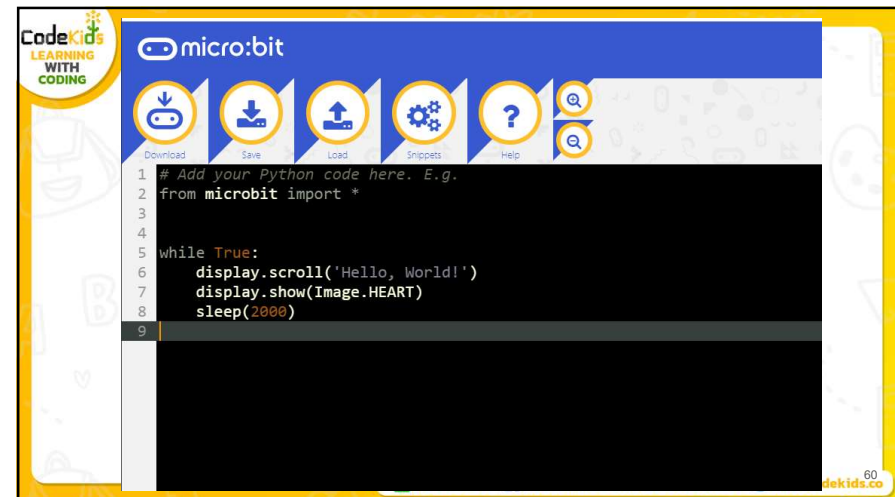 CodeKids
LEARNING
WITH
CODING
micro:bit
Download
Save
Load
Snippets
?
Help
1 # Add your Python code here. E.g.
2 from microbit import *
3
4
5 while True:
6     display.scroll('Hello, World!')
7     display.show(Image.HEART)
8     sleep(2000)
9
60
dekids.co